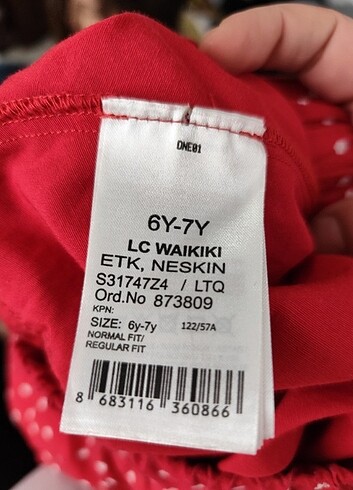 DNE01
6Y-7Y
LC WAIKIKI
ETK, NESKIN
S31747Z4 / LTQ
Ord.No 873809
KPN:
SIZE: 6y-7y 122/57A
NORMAL FIT/
REGULAR FIT
8 683116 360866